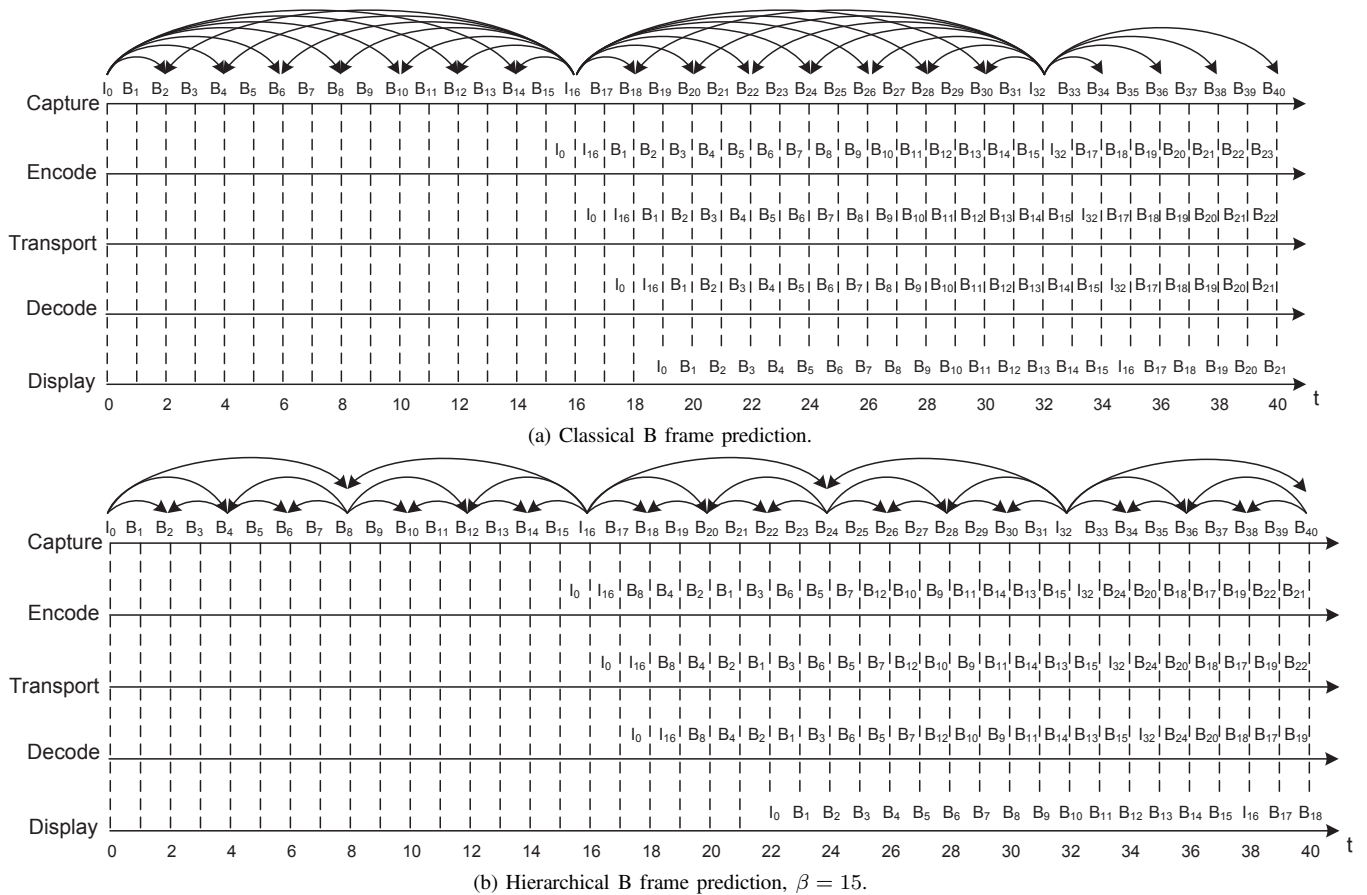 I0 B1 B2 B3 B4 B5 B6 B7 B8 B9 B10 B11 B12 B13 B14 B15 I16 B17 B18 B19 B20 B21 B22 B23 B24 B25 B26 B27 B28 B29 B30 B31 I32 B33 B34 B35 B36 B37 B38 B39 B40
Capture
I0 I16 B1 B2 B3 B4 B5 B6 B7 B8 B9 B10 B11 B12 B13 B14 B15 I32 B17 B18 B19 B20 B21 B22 B23
Encode
I0 I16 B1 B2 B3 B4 B5 B6 B7 B8 B9 B10 B11 B12 B13 B14 B15 I32 B17 B18 B19 B20 B21 B22
Transport
I0 I16 B1 B2 B3 B4 B5 B6 B7 B8 B9 B10 B11 B12 B13 B14 B15 I32 B17 B18 B19 B20 B21
Decode
I0 B1 B2 B3 B4 B5 B6 B7 B8 B9 B10 B11 B12 B13 B14 B15 I16 B17 B18 B19 B20 B21
Display
0 2 4 6 8 10 12 14 16 18 20 22 24 26 28 30 32 34 36 38 40 t
(a) Classical B frame prediction.
I0 B1 B2 B3 B4 B5 B6 B7 B8 B9 B10 B11 B12 B13 B14 B15 I16 B17 B18 B19 B20 B21 B22 B23 B24 B25 B26 B27 B28 B29 B30 B31 I32 B33 B34 B35 B36 B37 B38 B39 B40
Capture
I0 I16 B8 B4 B2 B1 B3 B6 B5 B7 B12 B10 B9 B11 B14 B13 B15 I32 B24 B20 B18 B17 B19 B22 B21
Encode
I0 I16 B8 B4 B2 B1 B3 B6 B5 B7 B12 B10 B9 B11 B14 B13 B15 I32 B24 B20 B18 B17 B19 B22
Transport
I0 I16 B8 B4 B2 B1 B3 B6 B5 B7 B12 B10 B9 B11 B14 B13 B15 I32 B24 B20 B18 B17 B19
Decode
I0 B1 B2 B3 B4 B5 B6 B7 B8 B9 B10 B11 B12 B13 B14 B15 I16 B17 B18
Display
0 2 4 6 8 10 12 14 16 18 20 22 24 26 28 30 32 34 36 38 40 t
(b) Hierarchical B frame prediction, β = 15.